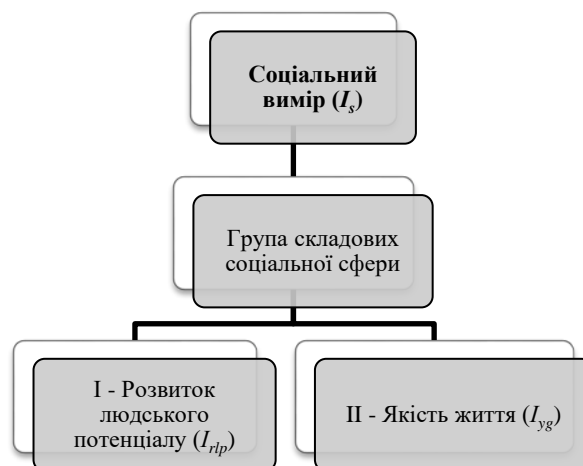 Соціальний
вимір (Is)
Група складових
соціальної сфери
І - Розвиток
людського
потенціалу (Irlp)
ІІ - Якість життя (Iyg)